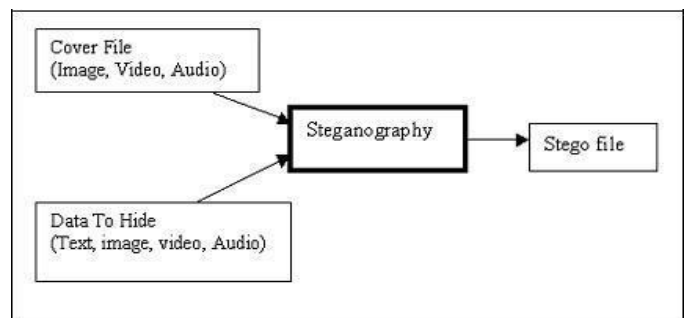 Cover File
(Image, Video, Audio)
Steganography
Stego file
Data To Hide
(Text, image, video, Audio)